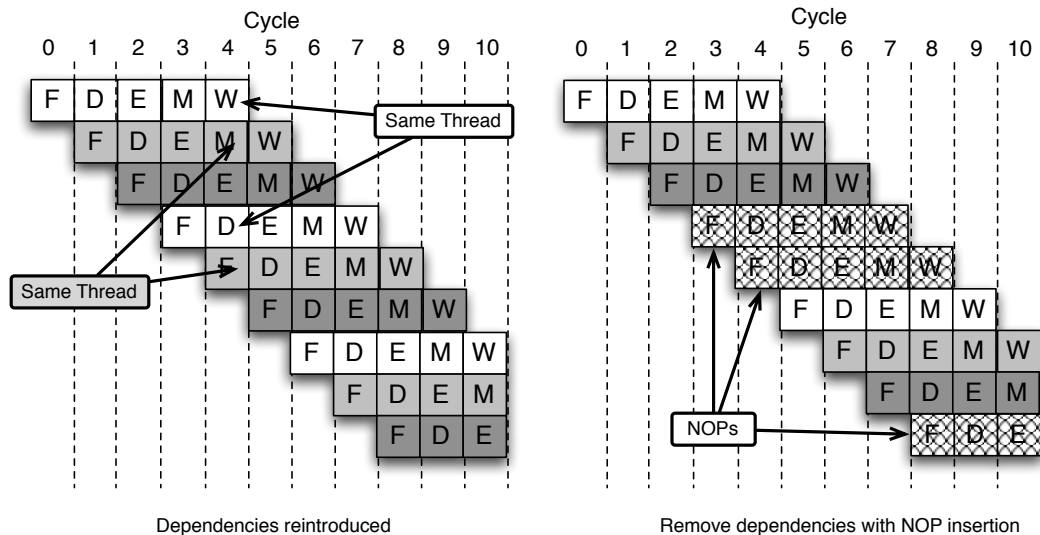 Cycle
0 1 2 3 4 5 6 7 8 9 10
F D E M W
F D E M W
F D E M W
F D E M W
F D E M W
F D E M W
F D E M W
F D E M
F D E
Same Thread
Same Thread
Dependencies reintroduced
Cycle
0 1 2 3 4 5 6 7 8 9 10
F D E M W
F D E M W
F D E M W
F D E M W
F D E M W
F D E M W
F D E M W
F D E M
F D E
NOPs
Remove dependencies with NOP insertion